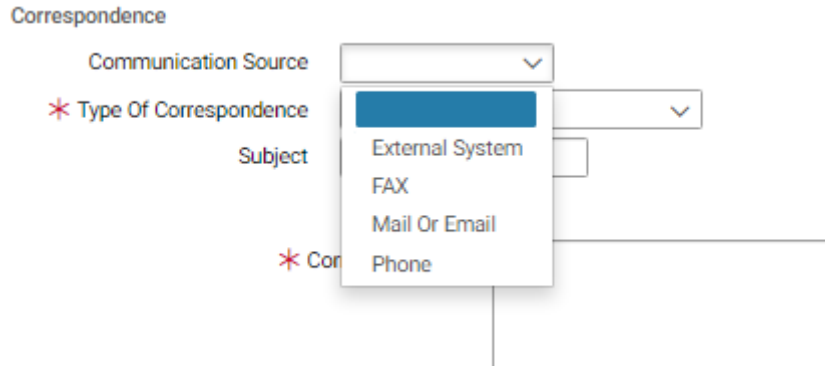 Correspondence
Communication Source
* Type Of Correspondence
Subject
External System
FAX
Mail Or Email
* Cor
Phone